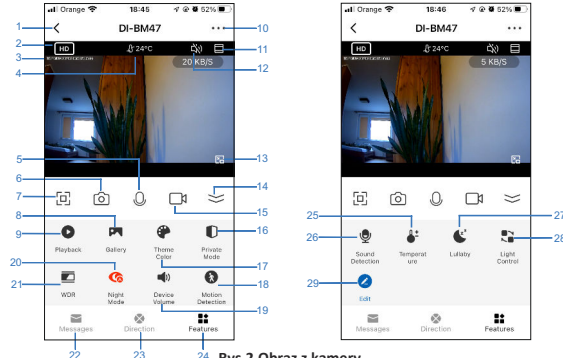 Orange 18:45 52%
1 DI-BM47 10
2 HD 24°C 11
3
4 20 KB/S 12
5 13
6 14
7 15
8 16
9 Playback Gallery Theme Color Private Mode
17
20 18
21 WDR Night Mode Device Volume Motion Detection
19
Messages Direction Features
22 23 24
Orange 18:46 52%
DI-BM47
HD 24°C
5 KB/S
25 27
26 28
Sound Detection Temperat ure Lullaby Light Control
29
Edit
Messages Direction Features
Rys.2 Obraz z kamery